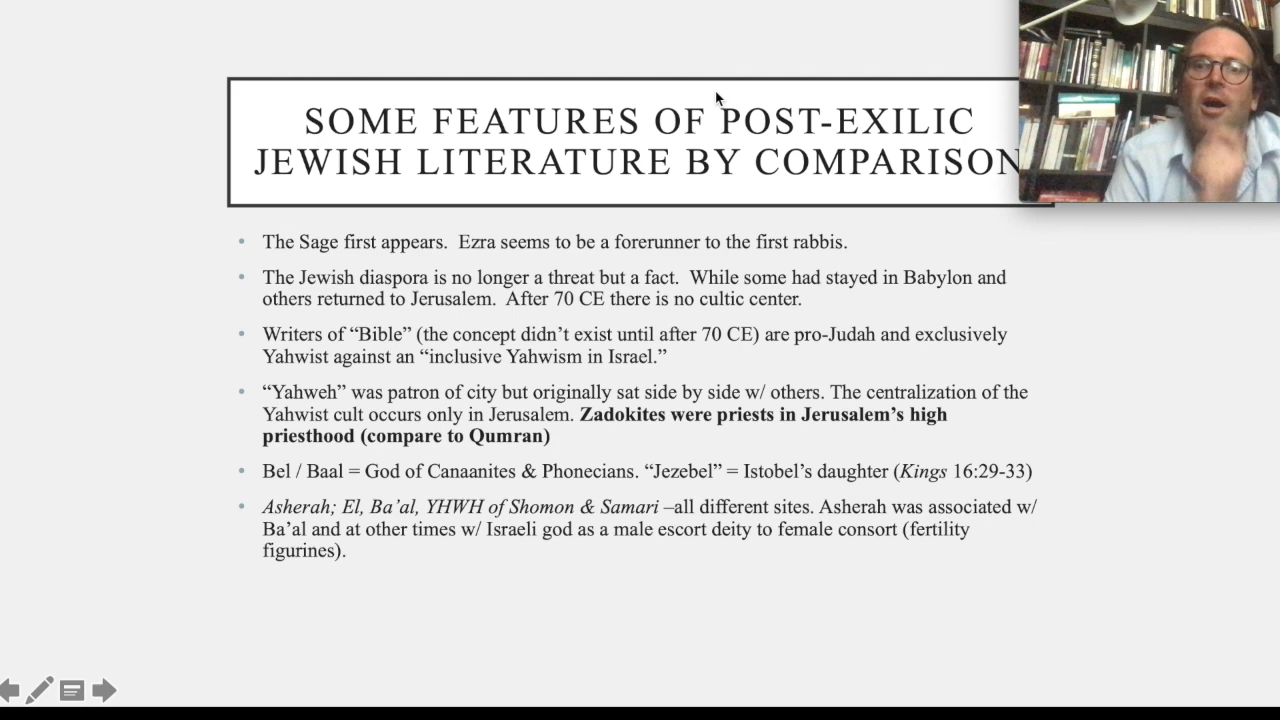 SOME FEATURES OF POST-EXILIC
JEWISH LITERATURE BY COMPARISON
• The Sage first appears.  Ezra seems to be a forerunner to the first rabbis.
• The Jewish diaspora is no longer a threat but a fact.  While some had stayed in Babylon and
others returned to Jerusalem.  After 70 CE there is no cultic center.
• Writers of “Bible” (the concept didn’t exist until after 70 CE) are pro-Judah and exclusively
Yahwist against an “inclusive Yahwism in Israel.”
• “Yahweh” was patron of city but originally sat side by side w/ others. The centralization of the
Yahwist cult occurs only in Jerusalem. Zadokites were priests in Jerusalem’s high
priesthood (compare to Qumran)
• Bel / Baal = God of Canaanites & Phonecians. “Jezebel” = Istobel’s daughter (Kings 16:29-33)
• Asherah; El, Ba’al, YHWH of Shomon & Samari –all different sites. Asherah was associated w/
Ba’al and at other times w/ Israeli god as a male escort deity to female consort (fertility
figurines).